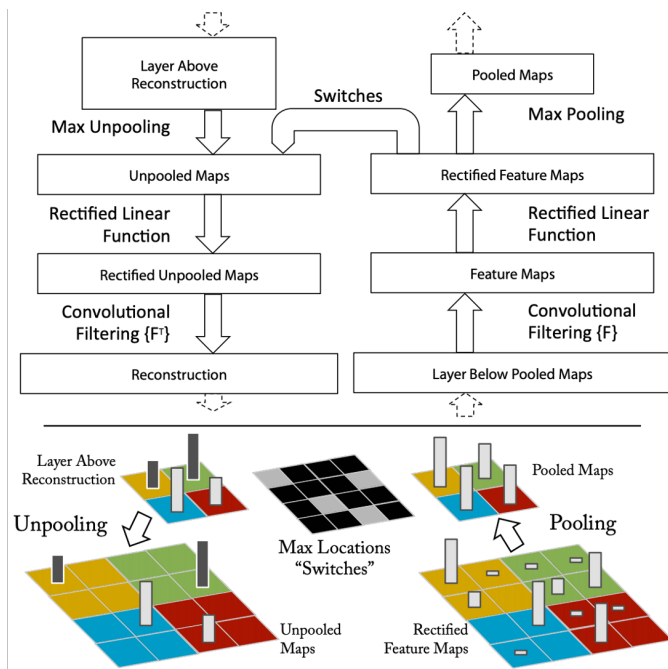 Layer Above
Reconstruction
Pooled Maps
Switches
Max Unpooling
Max Pooling
Unpooled Maps
Rectified Feature Maps
Rectified Linear
Function
Rectified Linear
Function
Rectified Unpooled Maps
Feature Maps
Convolutional
Filtering {Fᵀ}
Convolutional
Filtering {F}
Reconstruction
Layer Below Pooled Maps
Layer Above
Reconstruction
Pooled Maps
Unpooling
Max Locations
“Switches”
Pooling
Unpooled
Maps
Rectified
Feature Maps